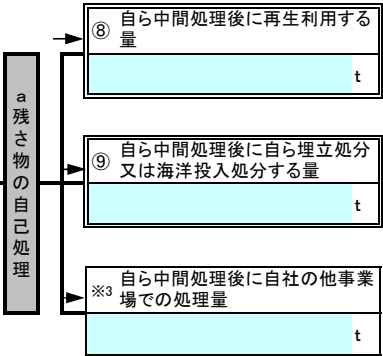 ⑧ 自ら中間処理後に再生利用する
量
t
a
残
さ
物
の
自
己
処
理
⑨ 自ら中間処理後に自ら埋立処分
又は海洋投入処分する量
t
※3 自ら中間処理後に自社の他事業
場での処理量
t